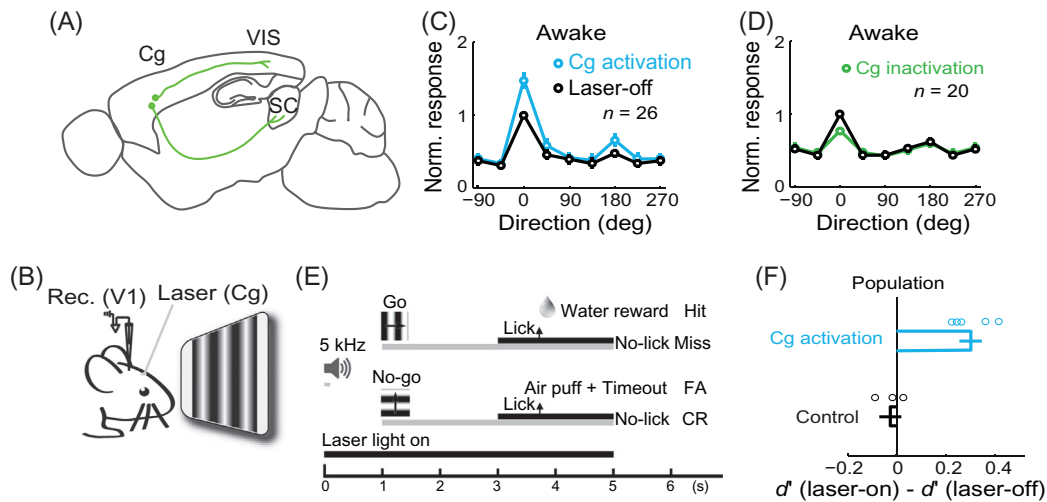 (A)
Cg
VIS
SC
(B)
Rec. (V1)
Laser (Cg)
(C)
Awake
Cg activation
Laser-off
n = 26
Norm. response
2
1
0
−90 0 90 180 270
Direction (deg)
(D)
Awake
Cg inactivation
n = 20
Norm. response
2
1
0
−90 0 90 180 270
Direction (deg)
(E)
Go
Water reward Hit
Lick
No-lick Miss
5 kHz
No-go
Air puff + Timeout FA
Lick
No-lick CR
Laser light on
0 1 2 3 4 5 6 (s)
(F)
Population
Cg activation
Control
−0.2 0 0.2 0.4
d' (laser-on) - d' (laser-off)